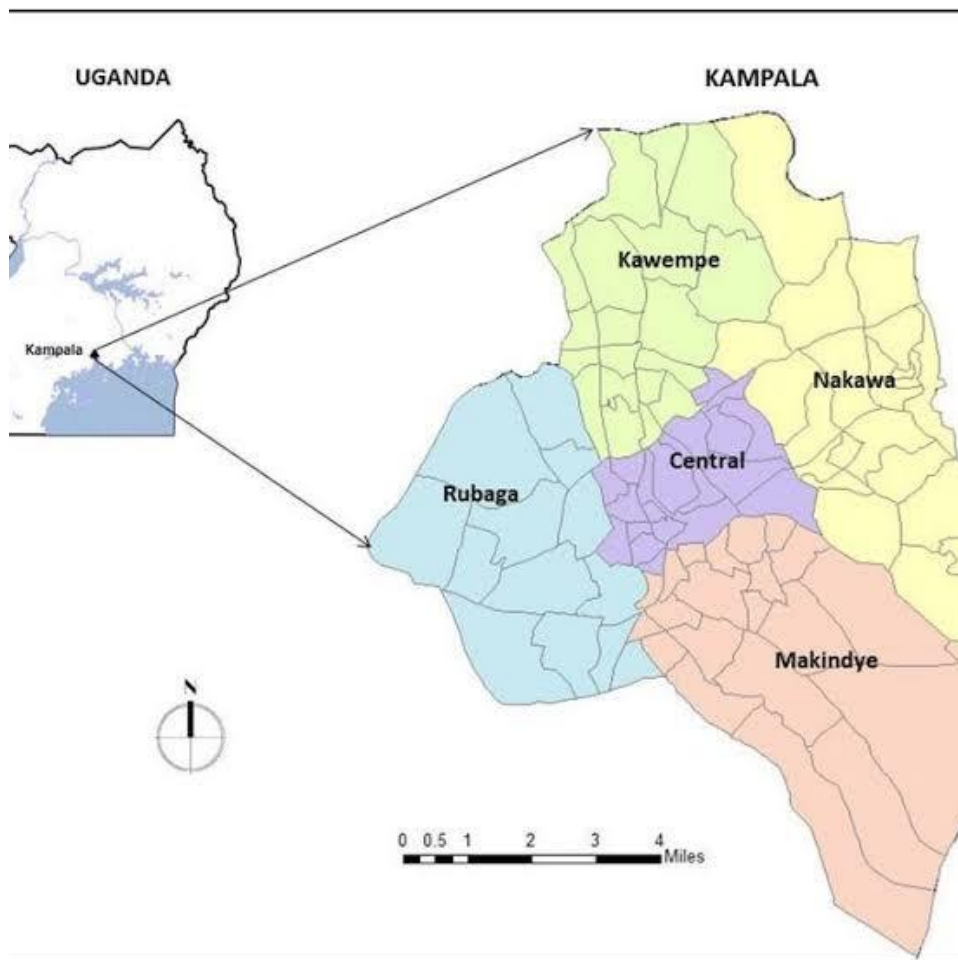 UGANDA
KAMPALA
Kawempe
Kampala
Nakawa
Central
Rubaga
Makindye
N
0 0.5 1 2 3 4
Miles